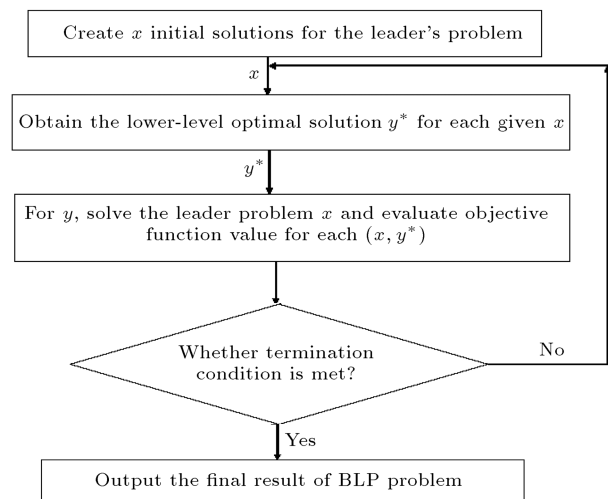 Create x initial solutions for the leader's problem
x
Obtain the lower-level optimal solution y* for each given x
y*
For y, solve the leader problem x and evaluate objective
function value for each (x, y*)
Whether termination
condition is met?
No
Yes
Output the final result of BLP problem